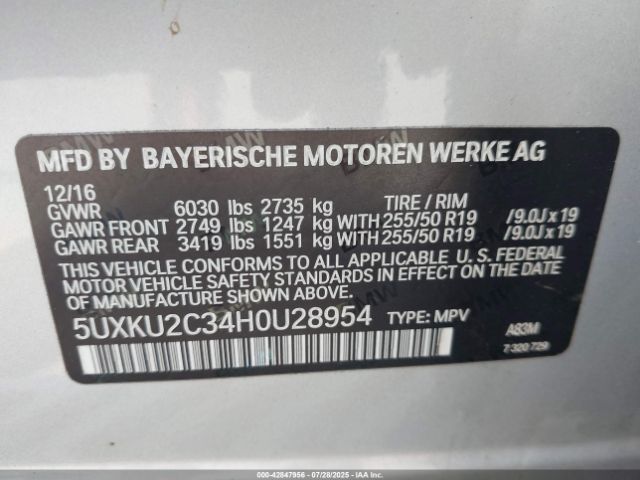 MFD BY BAYERISCHE MOTOREN WERKE AG
12/16 TIRE / RIM
GVWR 6030 lbs 2735 kg
GAWR FRONT 2749 lbs 1247 kg WITH 255/50 R19 /9.0J x 19
GAWR REAR 3419 lbs 1551 kg WITH 255/50 R19 /9.0J x 19
THIS VEHICLE CONFORMS TO ALL APPLICABLE U. S. FEDERAL
MOTOR VEHICLE SAFETY STANDARDS IN EFFECT ON THE DATE
OF MANUFACTURE SHOWN ABOVE.
5UXKU2C34H0U28954 TYPE: MPV
A83M
7 320 729
000-42847956 | 07/28/2025 | IAAI.COM